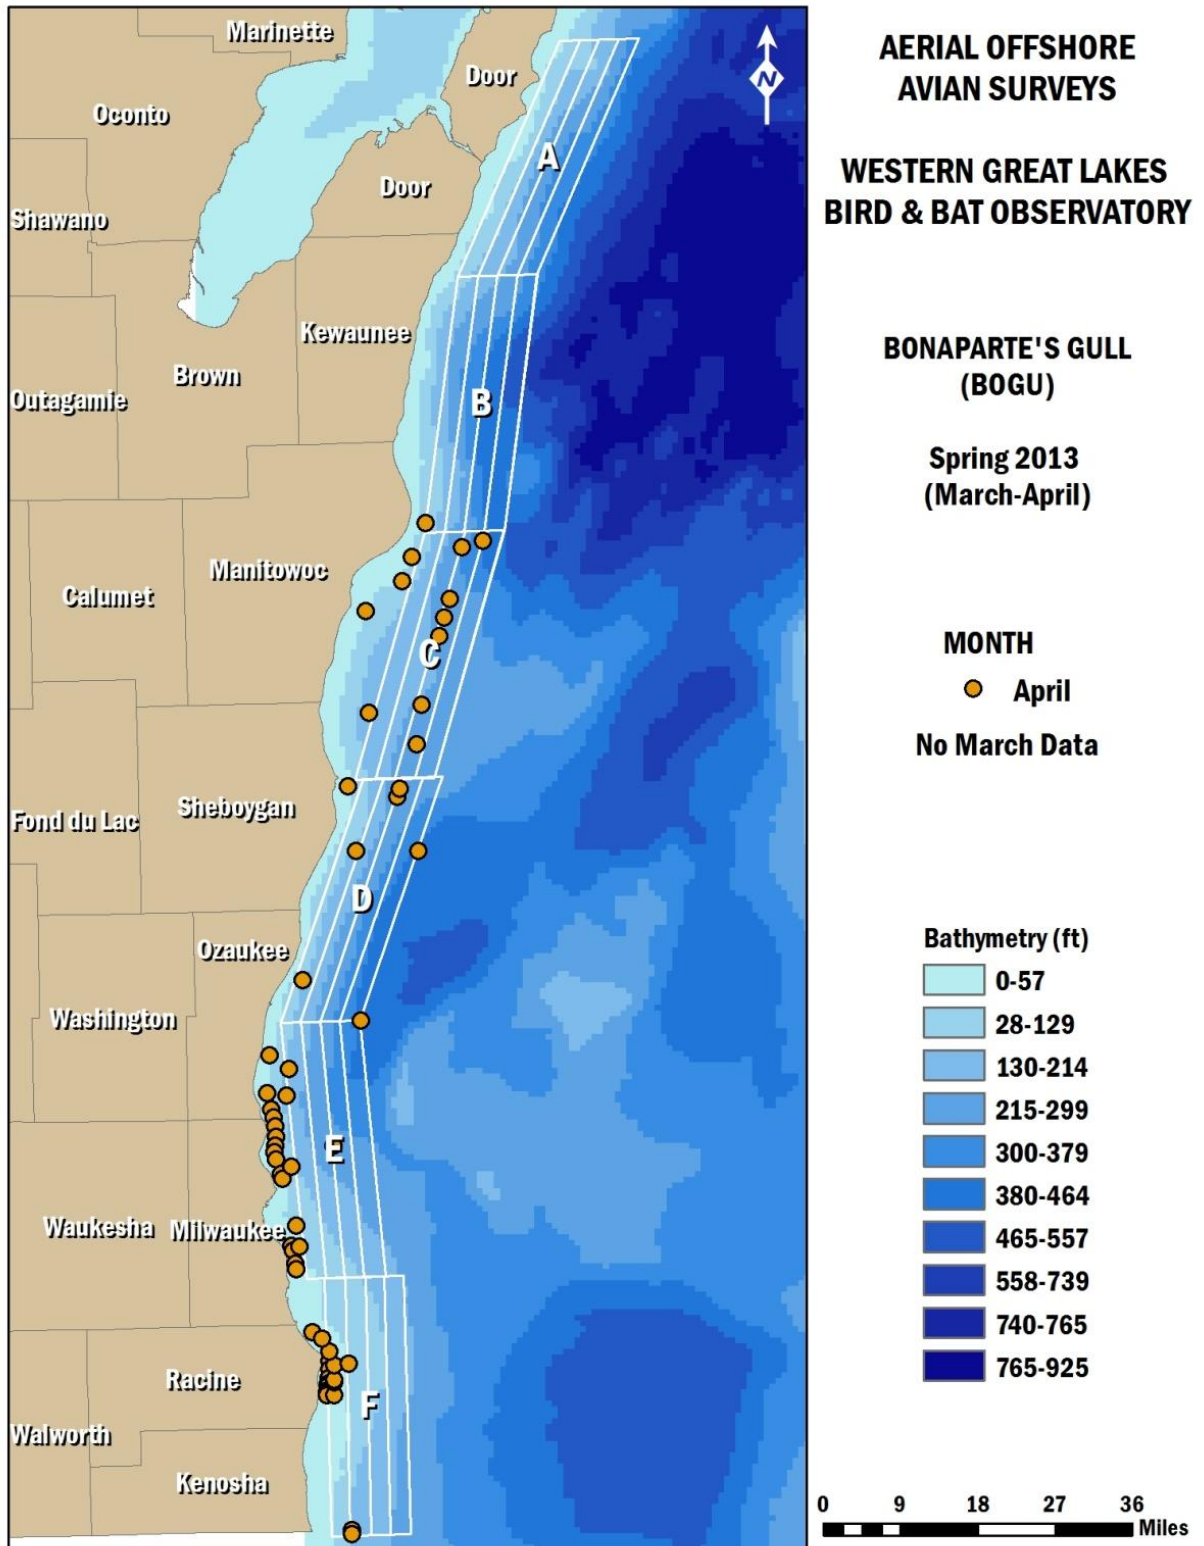 Marinette
Door
Oconto
A
Door
Shawano
Kewaunee
Brown
Outagamie
B
Manitowoc
Calumet
C
Sheboygan
Fond du Lac
D
Ozaukee
Washington
E
Waukesha
Milwaukee
Racine
F
Walworth
Kenosha
N
AERIAL OFFSHORE
AVIAN SURVEYS
WESTERN GREAT LAKES
BIRD & BAT OBSERVATORY
BONAPARTE'S GULL
(BOGU)
Spring 2013
(March-April)
MONTH
April
No March Data
Bathymetry (ft)
0-57
28-129
130-214
215-299
300-379
380-464
465-557
558-739
740-765
765-925
0 9 18 27 36
Miles